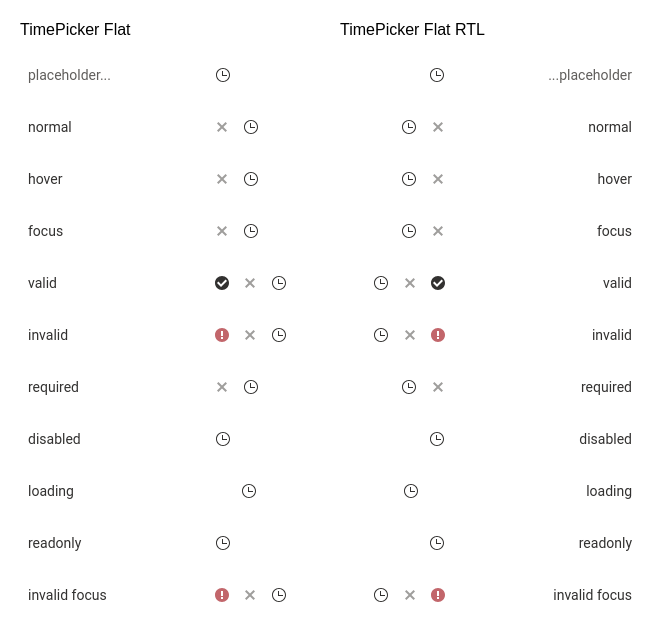 TimePicker Flat TimePicker Flat RTL
placeholder... ...placeholder
normal normal
hover hover
focus focus
valid valid
invalid invalid
required required
disabled disabled
loading loading
readonly readonly
invalid focus invalid focus